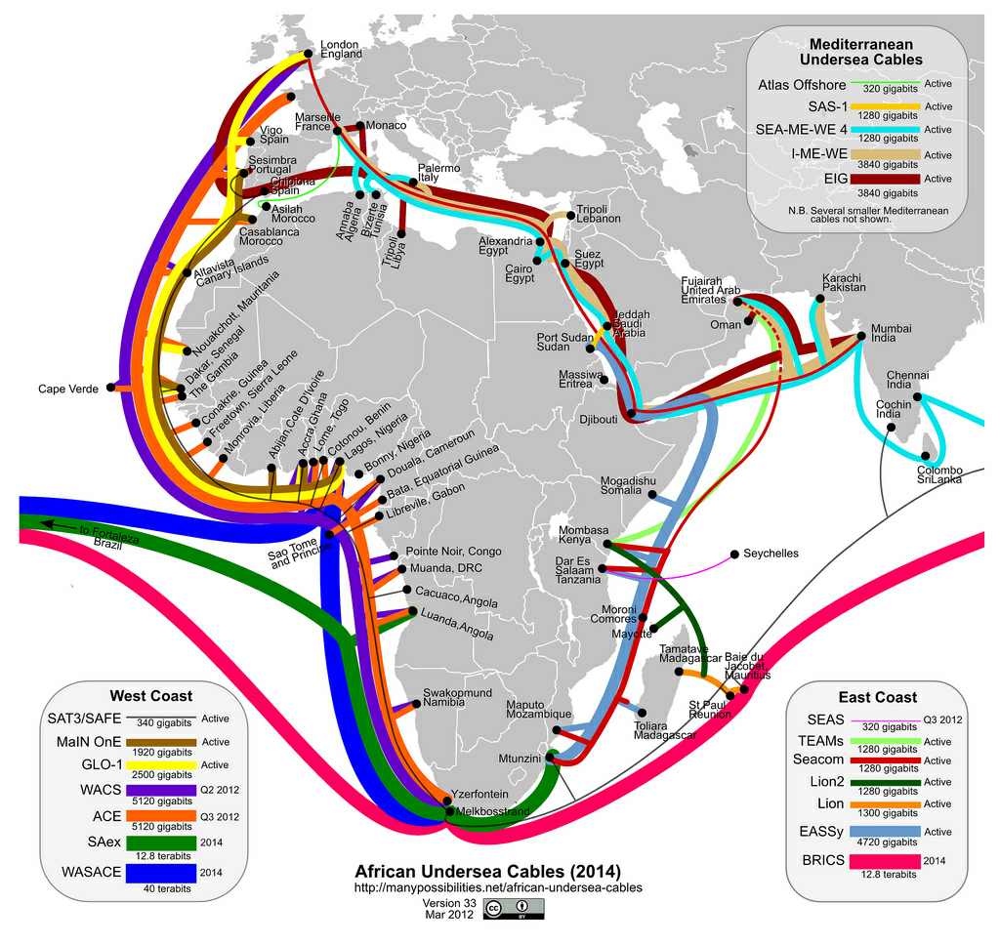 London
England
Vigo
Spain
Sesimbra
Portugal
Chipiona
Spain
Asilah
Morocco
Casablanca
Morocco
Altavista
Canary Islands
Nouakchott, Mauritania
Dakar, Senegal
The Gambia
Cape Verde
Conakrie, Guinea
Freetown, Sierra Leone
Monrovia, Liberia
Abijan,Cote D'Ivore
Accra,Ghana
Lome, Togo
Cotonou, Benin
Lagos, Nigeria
Bonny, Nigeria
Douala, Cameroun
Bata, Equatorial Guinea
Librevile, Gabon
Sao Tome
and Principe
to Fortaleza
Brazil
Pointe Noir, Congo
Muanda, DRC
Cacuaco,Angola
Luanda,Angola
Swakopmund
Namibia
Yzerfontein
Melkbosstrand
Marseille
France
Monaco
Palermo
Italy
Annaba
Algeria
Bizerte
Tunisia
Tripoli
Libya
Tripoli
Lebanon
Alexandria
Egypt
Cairo
Egypt
Suez
Egypt
Jeddah
Saudi
Arabia
Port Sudan
Sudan
Massiwa
Eritrea
Djibouti
Fujairah
United Arab
Emirates
Oman
Karachi
Pakistan
Mumbai
India
Chennai
India
Cochin
India
Colombo
SriLanka
Mogadishu
Somalia
Mombasa
Kenya
Dar Es
Salaam
Tanzania
Seychelles
Moroni
Comores
Mayotte
Tamatave
Madagascar
Baie du
Jacobet,
Mauritius
St Paul
Reunion
Toliara
Madagascar
Maputo
Mozambique
Mtunzini
Mediterranean
Undersea Cables
Atlas Offshore 320 gigabits Active
SAS-1 1280 gigabits Active
SEA-ME-WE 4 1280 gigabits Active
I-ME-WE 3840 gigabits Active
EIG 3840 gigabits Active
N.B. Several smaller Mediterranean
cables not shown.
West Coast
SAT3/SAFE 340 gigabits Active
MaIN OnE 1920 gigabits Active
GLO-1 2500 gigabits Active
WACS 5120 gigabits Q2 2012
ACE 5120 gigabits Q3 2012
SAex 12.8 terabits 2014
WASACE 40 terabits 2014
East Coast
SEAS 320 gigabits Q3 2012
TEAMs 1280 gigabits Active
Seacom 1280 gigabits Active
Lion2 1280 gigabits Active
Lion 1300 gigabits Active
EASSy 4720 gigabits Active
BRICS 12.8 terabits 2014
African Undersea Cables (2014)
http://manypossibilities.net/african-undersea-cables
Version 33
Mar 2012
cc BY